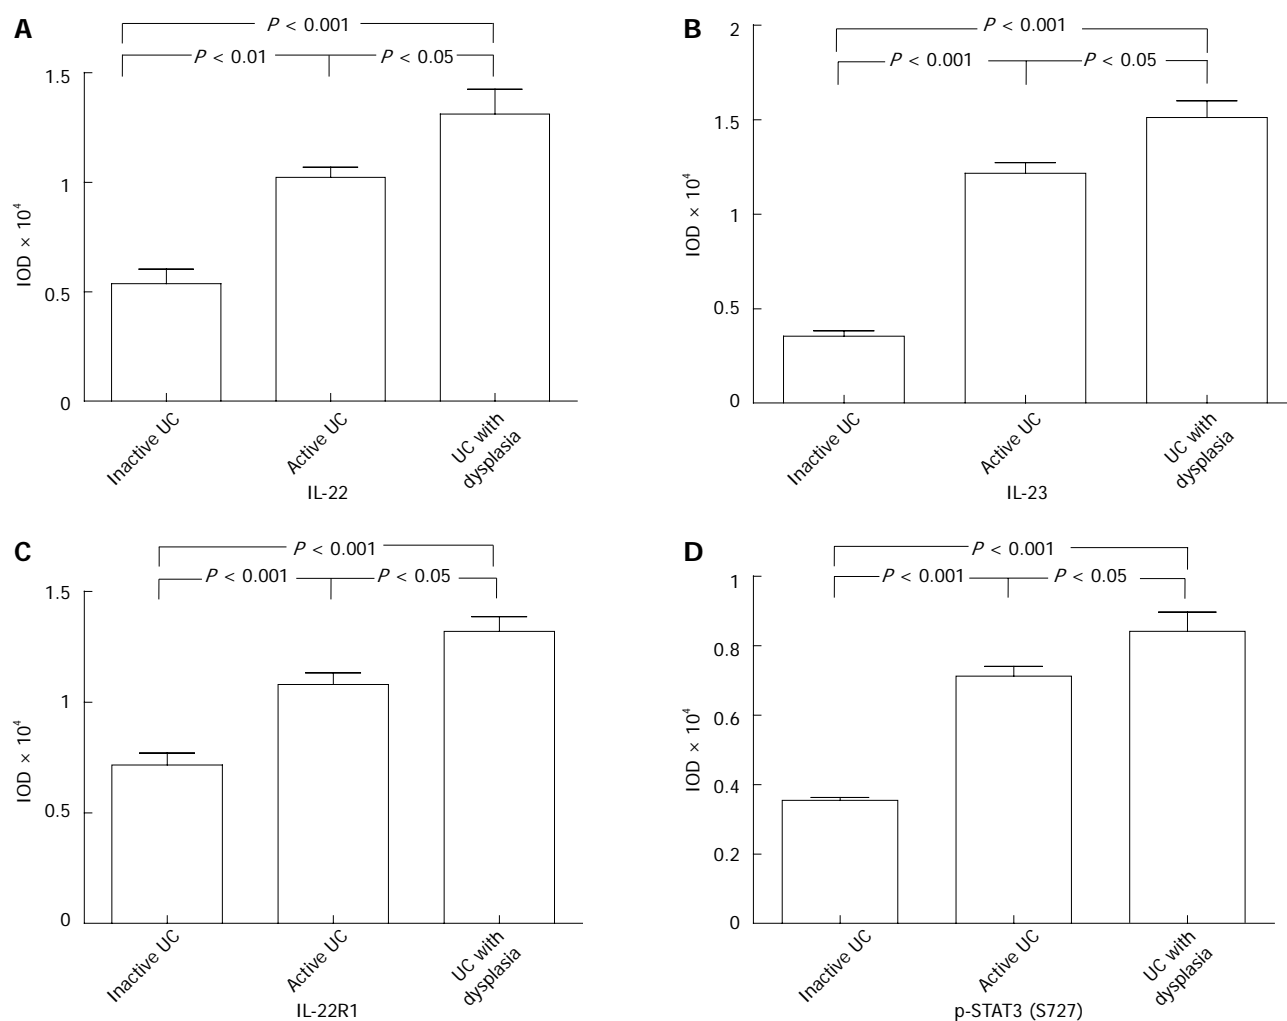 A
P < 0.001
P < 0.01
P < 0.05
1.5
1
0.5
0
IOD × 10⁴
Inactive UC
Active UC
UC with
dysplasia
IL-22
B
P < 0.001
P < 0.001
P < 0.05
2
1.5
1
0.5
0
IOD × 10⁴
Inactive UC
Active UC
UC with
dysplasia
IL-23
C
P < 0.001
P < 0.001
P < 0.05
1.5
1
0.5
0
IOD × 10⁴
Inactive UC
Active UC
UC with
dysplasia
IL-22R1
D
P < 0.001
P < 0.001
P < 0.05
1
0.8
0.6
0.4
0.2
0
IOD × 10⁴
Inactive UC
Active UC
UC with
dysplasia
p-STAT3 (S727)